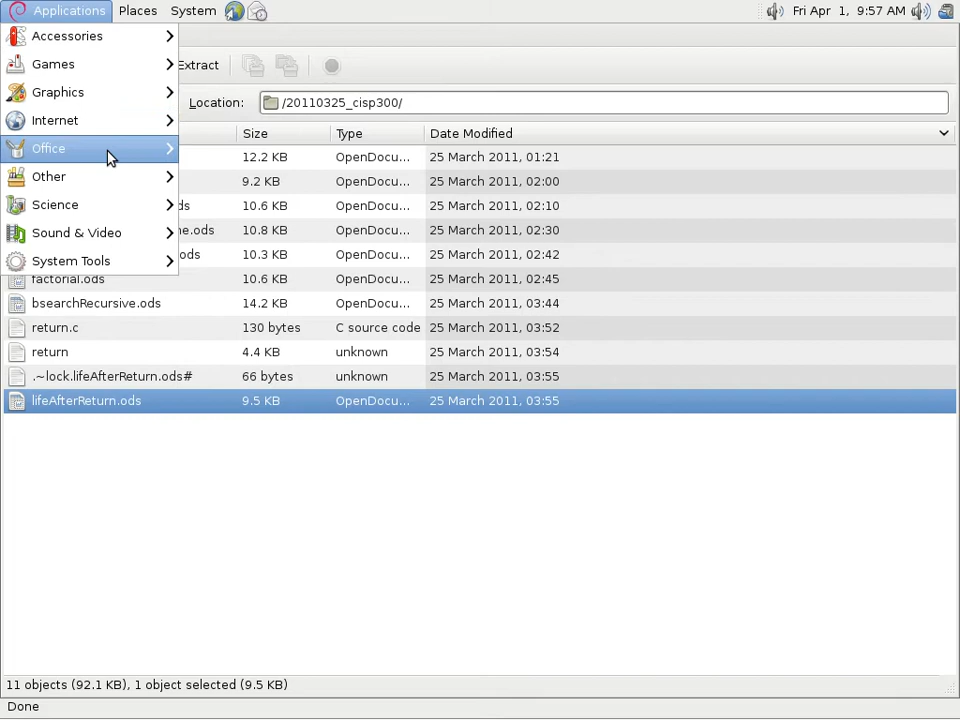 Applications Places System Fri Apr 1, 9:57 AM
Accessories
Games
Extract
Graphics
Location: /20110325_cisp300/
Internet
Size Type Date Modified
Office
12.2 KB OpenDocu... 25 March 2011, 01:21
Other
9.2 KB OpenDocu... 25 March 2011, 02:00
Science
ds 10.6 KB OpenDocu... 25 March 2011, 02:10
Sound & Video
ne.ods 10.8 KB OpenDocu... 25 March 2011, 02:30
System Tools
ods 10.3 KB OpenDocu... 25 March 2011, 02:42
factorial.ods 10.6 KB OpenDocu... 25 March 2011, 02:45
bsearchRecursive.ods 14.2 KB OpenDocu... 25 March 2011, 03:44
return.c 130 bytes C source code 25 March 2011, 03:52
return 4.4 KB unknown 25 March 2011, 03:54
.~lock.lifeAfterReturn.ods# 66 bytes unknown 25 March 2011, 03:55
lifeAfterReturn.ods 9.5 KB OpenDocu... 25 March 2011, 03:55
11 objects (92.1 KB), 1 object selected (9.5 KB)
Done